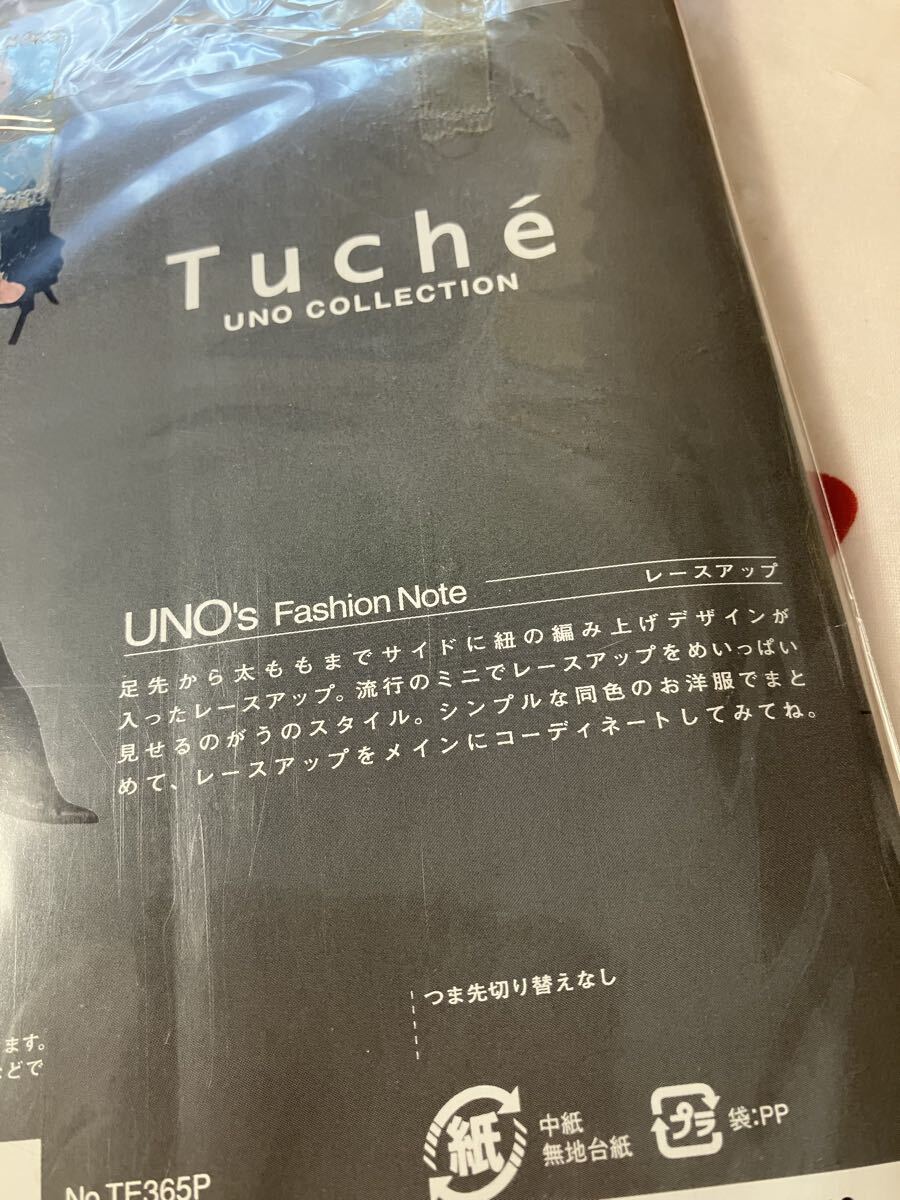 Tuché
UNO COLLECTION
UNO's Fashion Note
レースアップ
足先から太ももまでサイドに紐の編み上げデザインが
入ったレースアップ。流行のミニでレースアップをめいっぱい
見せるのがうのスタイル。シンプルな同色のお洋服でまと
めて、レースアップをメインにコーディネートしてみてね。
つま先切り替えなし
ます。
などで
紙
中紙
無地台紙
プラ
袋:PP
No.TE365P